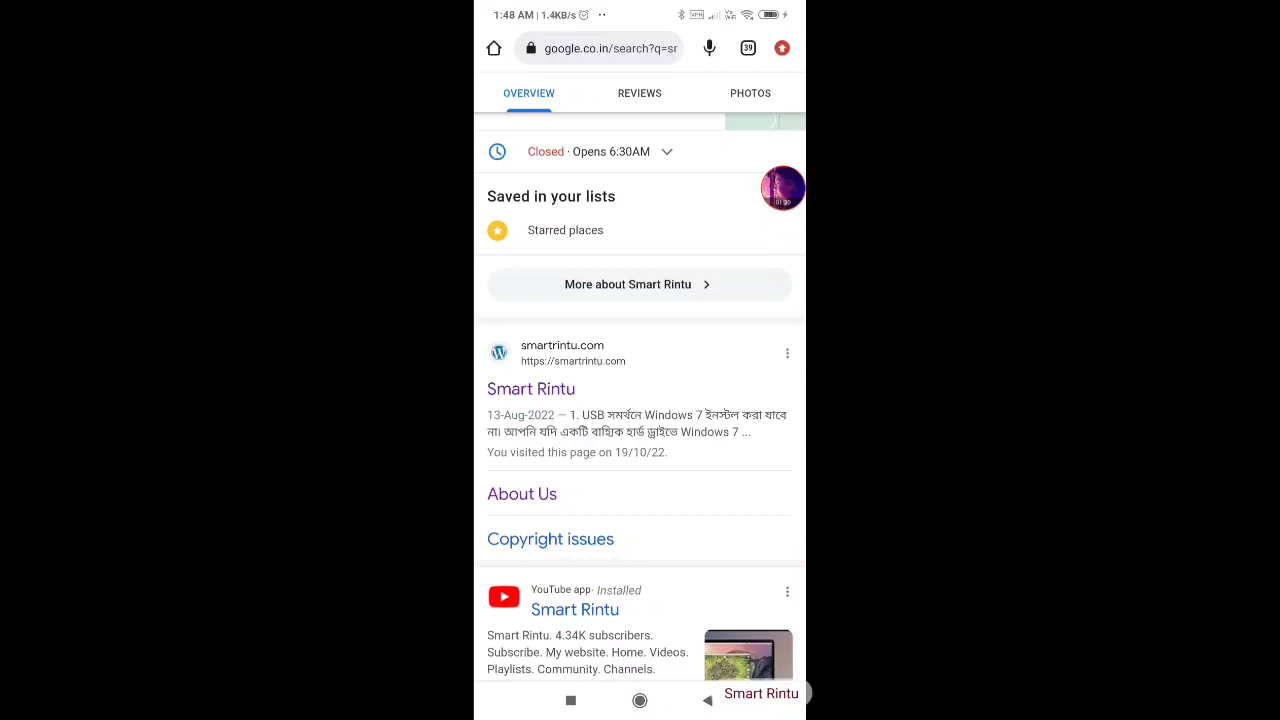 1:48 AM | 1.4KB/s
VPN
Vo WiFi
google.co.in/search?q=sr
39
OVERVIEW REVIEWS PHOTOS
Closed · Opens 6:30AM
Saved in your lists
Starred places
More about Smart Rintu
smartrintu.com
https://smartrintu.com
Smart Rintu
13-Aug-2022 — 1. USB সমর্থনে Windows 7 ইনস্টল করা যাবে
না। আপনি যদি একটি বাহ্যিক হার্ড ড্রাইভে Windows 7 ...
You visited this page on 19/10/22.
About Us
Copyright issues
YouTube app· Installed
Smart Rintu
Smart Rintu. 4.34K subscribers.
Subscribe. My website. Home. Videos.
Playlists. Community. Channels.
Smart Rintu